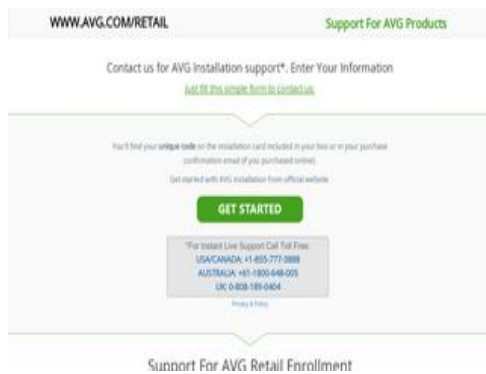 WWW.AVG.COM/RETAIL
Support For AVG Products
Contact us for AVG Installation support*. Enter Your Information
Just fill this simple form to contact us.
You'll find your unique code on the installation card included in your box or in your purchase
confirmation email (if you purchased online).
Get started with AVG installation from official website.
GET STARTED
*For Instant Live Support Call Toll Free:
USA/CANADA: +1-855-777-3888
AUSTRALIA: +61-1800-648-005
UK: 0-808-189-0404
Privacy & Policy
Support For AVG Retail Enrollment